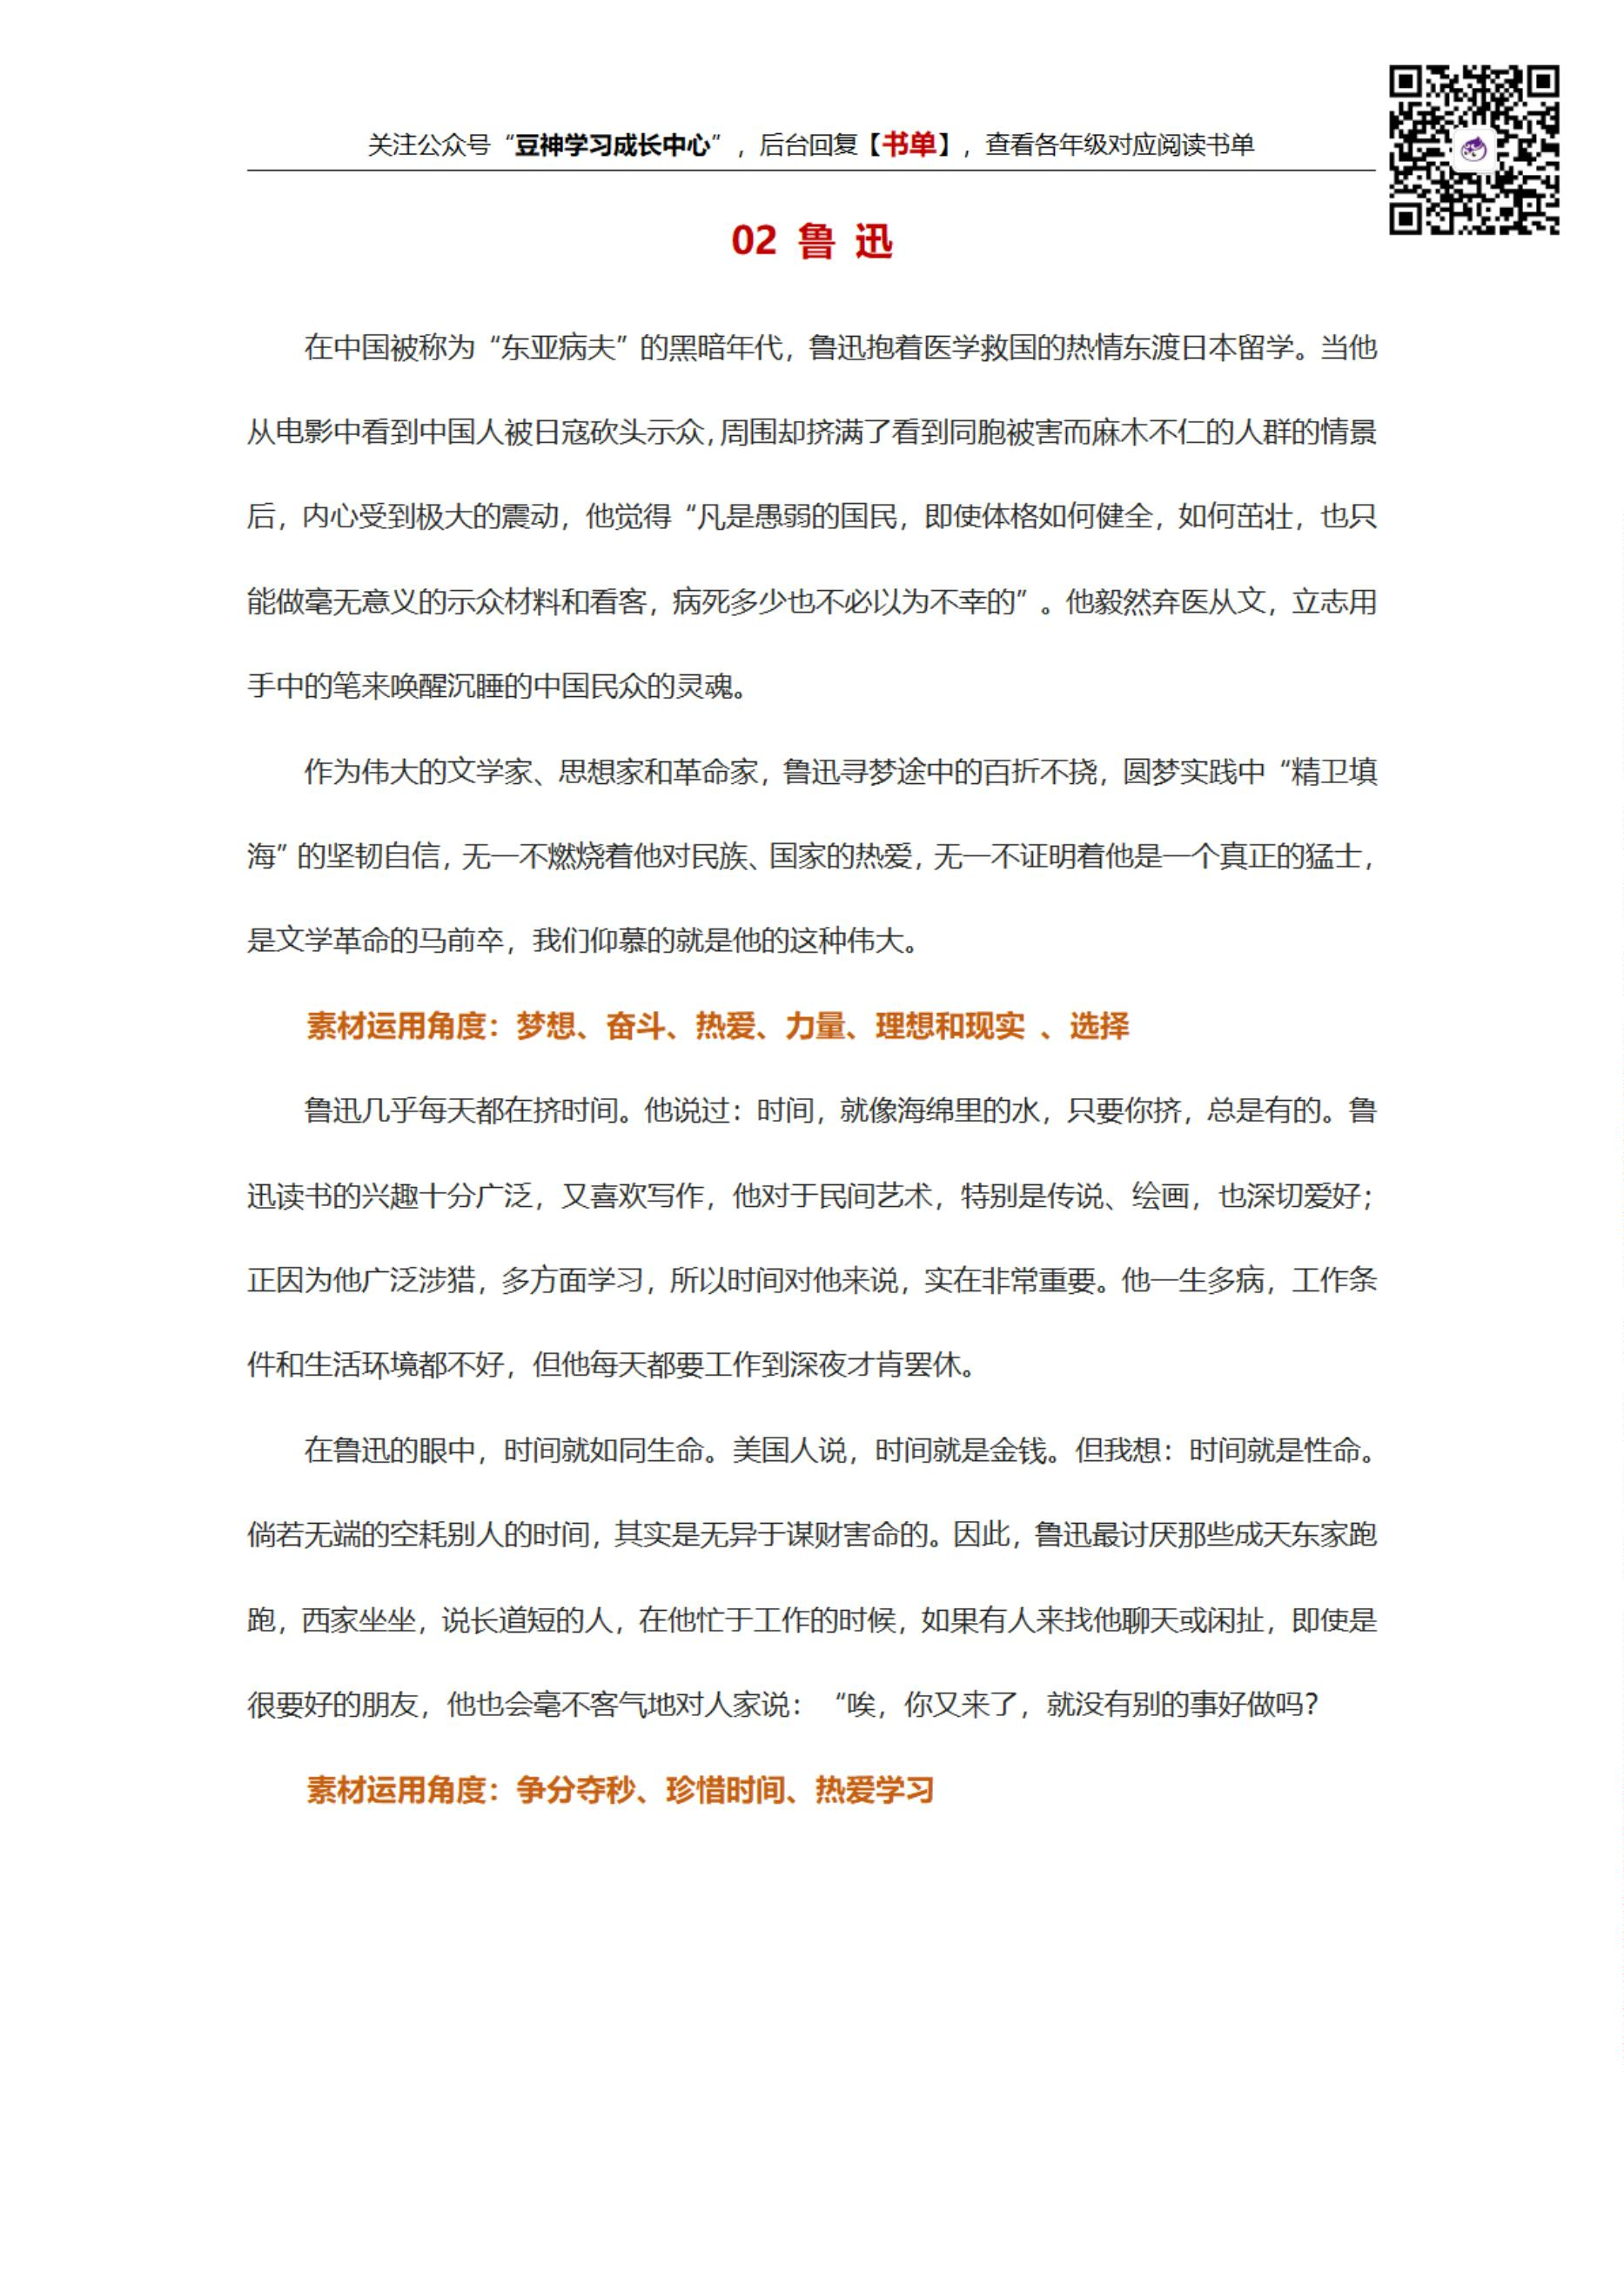 关注公众号“豆神学习成长中心”，后台回复【书单】，查看各年级对应阅读书单
02 鲁 迅
在中国被称为“东亚病夫”的黑暗年代，鲁迅抱着医学救国的热情东渡日本留学。当他
从电影中看到中国人被日寇砍头示众，周围却挤满了看到同胞被害而麻木不仁的人群的情景
后，内心受到极大的震动，他觉得“凡是愚弱的国民，即使体格如何健全，如何茁壮，也只
能做毫无意义的示众材料和看客，病死多少也不必以为不幸的”。他毅然弃医从文，立志用
手中的笔来唤醒沉睡的中国民众的灵魂。
作为伟大的文学家、思想家和革命家，鲁迅寻梦途中的百折不挠，圆梦实践中“精卫填
海”的坚韧自信，无一不燃烧着他对民族、国家的热爱，无一不证明着他是一个真正的猛士，
是文学革命的马前卒，我们仰慕的就是他的这种伟大。
素材运用角度：梦想、奋斗、热爱、力量、理想和现实 、选择
鲁迅几乎每天都在挤时间。他说过：时间，就像海绵里的水，只要你挤，总是有的。鲁
迅读书的兴趣十分广泛，又喜欢写作，他对于民间艺术，特别是传说、绘画，也深切爱好；
正因为他广泛涉猎，多方面学习，所以时间对他来说，实在非常重要。他一生多病，工作条
件和生活环境都不好，但他每天都要工作到深夜才肯罢休。
在鲁迅的眼中，时间就如同生命。美国人说，时间就是金钱。但我想：时间就是性命。
倘若无端的空耗别人的时间，其实是无异于谋财害命的。因此，鲁迅最讨厌那些成天东家跑
跑，西家坐坐，说长道短的人，在他忙于工作的时候，如果有人来找他聊天或闲扯，即使是
很要好的朋友，他也会毫不客气地对人家说：“唉，你又来了，就没有别的事好做吗？
素材运用角度：争分夺秒、珍惜时间、热爱学习